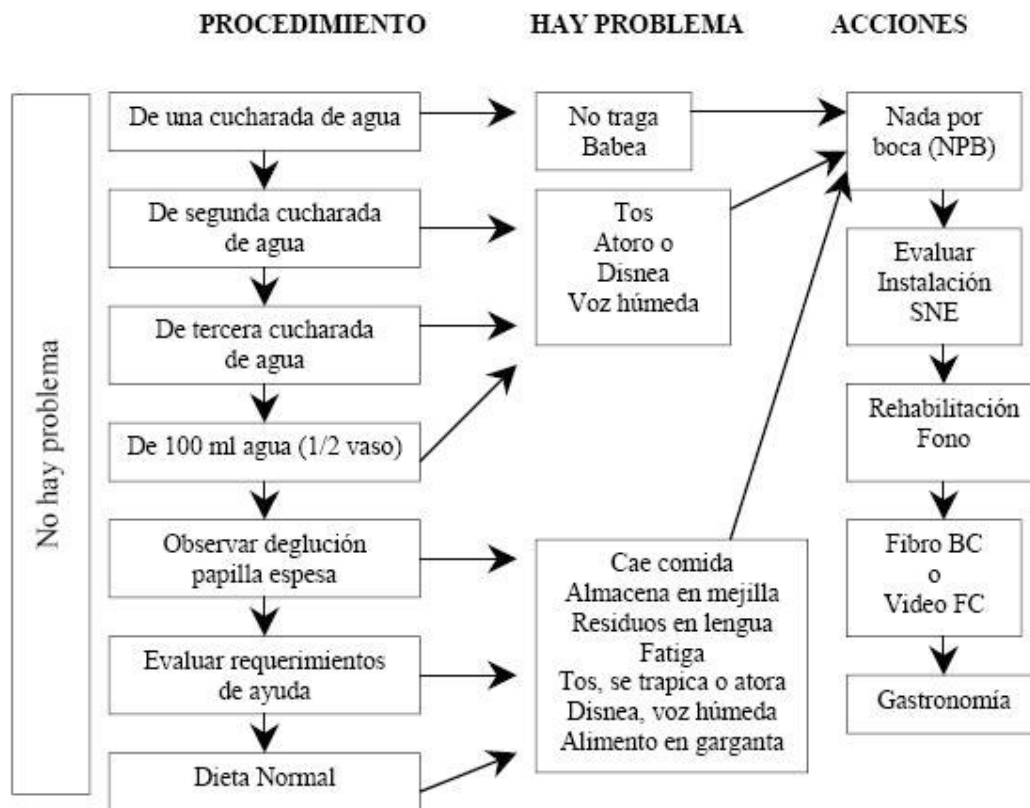 PROCEDIMIENTO
HAY PROBLEMA
ACCIONES
No hay problema
De una cucharada de agua
De segunda cucharada
de agua
De tercera cucharada
de agua
De 100 ml agua (1/2 vaso)
Observar deglución
papilla espesa
Evaluar requerimientos
de ayuda
Dieta Normal
No traga
Babea
Tos
Atoro o
Disnea
Voz húmeda
Cae comida
Almacena en mejilla
Residuos en lengua
Fatiga
Tos, se trapica o atora
Disnea, voz húmeda
Alimento en garganta
Nada por
boca (NPB)
Evaluar
Instalación
SNE
Rehabilitación
Fono
Fibro BC
o
Video FC
Gastronomía